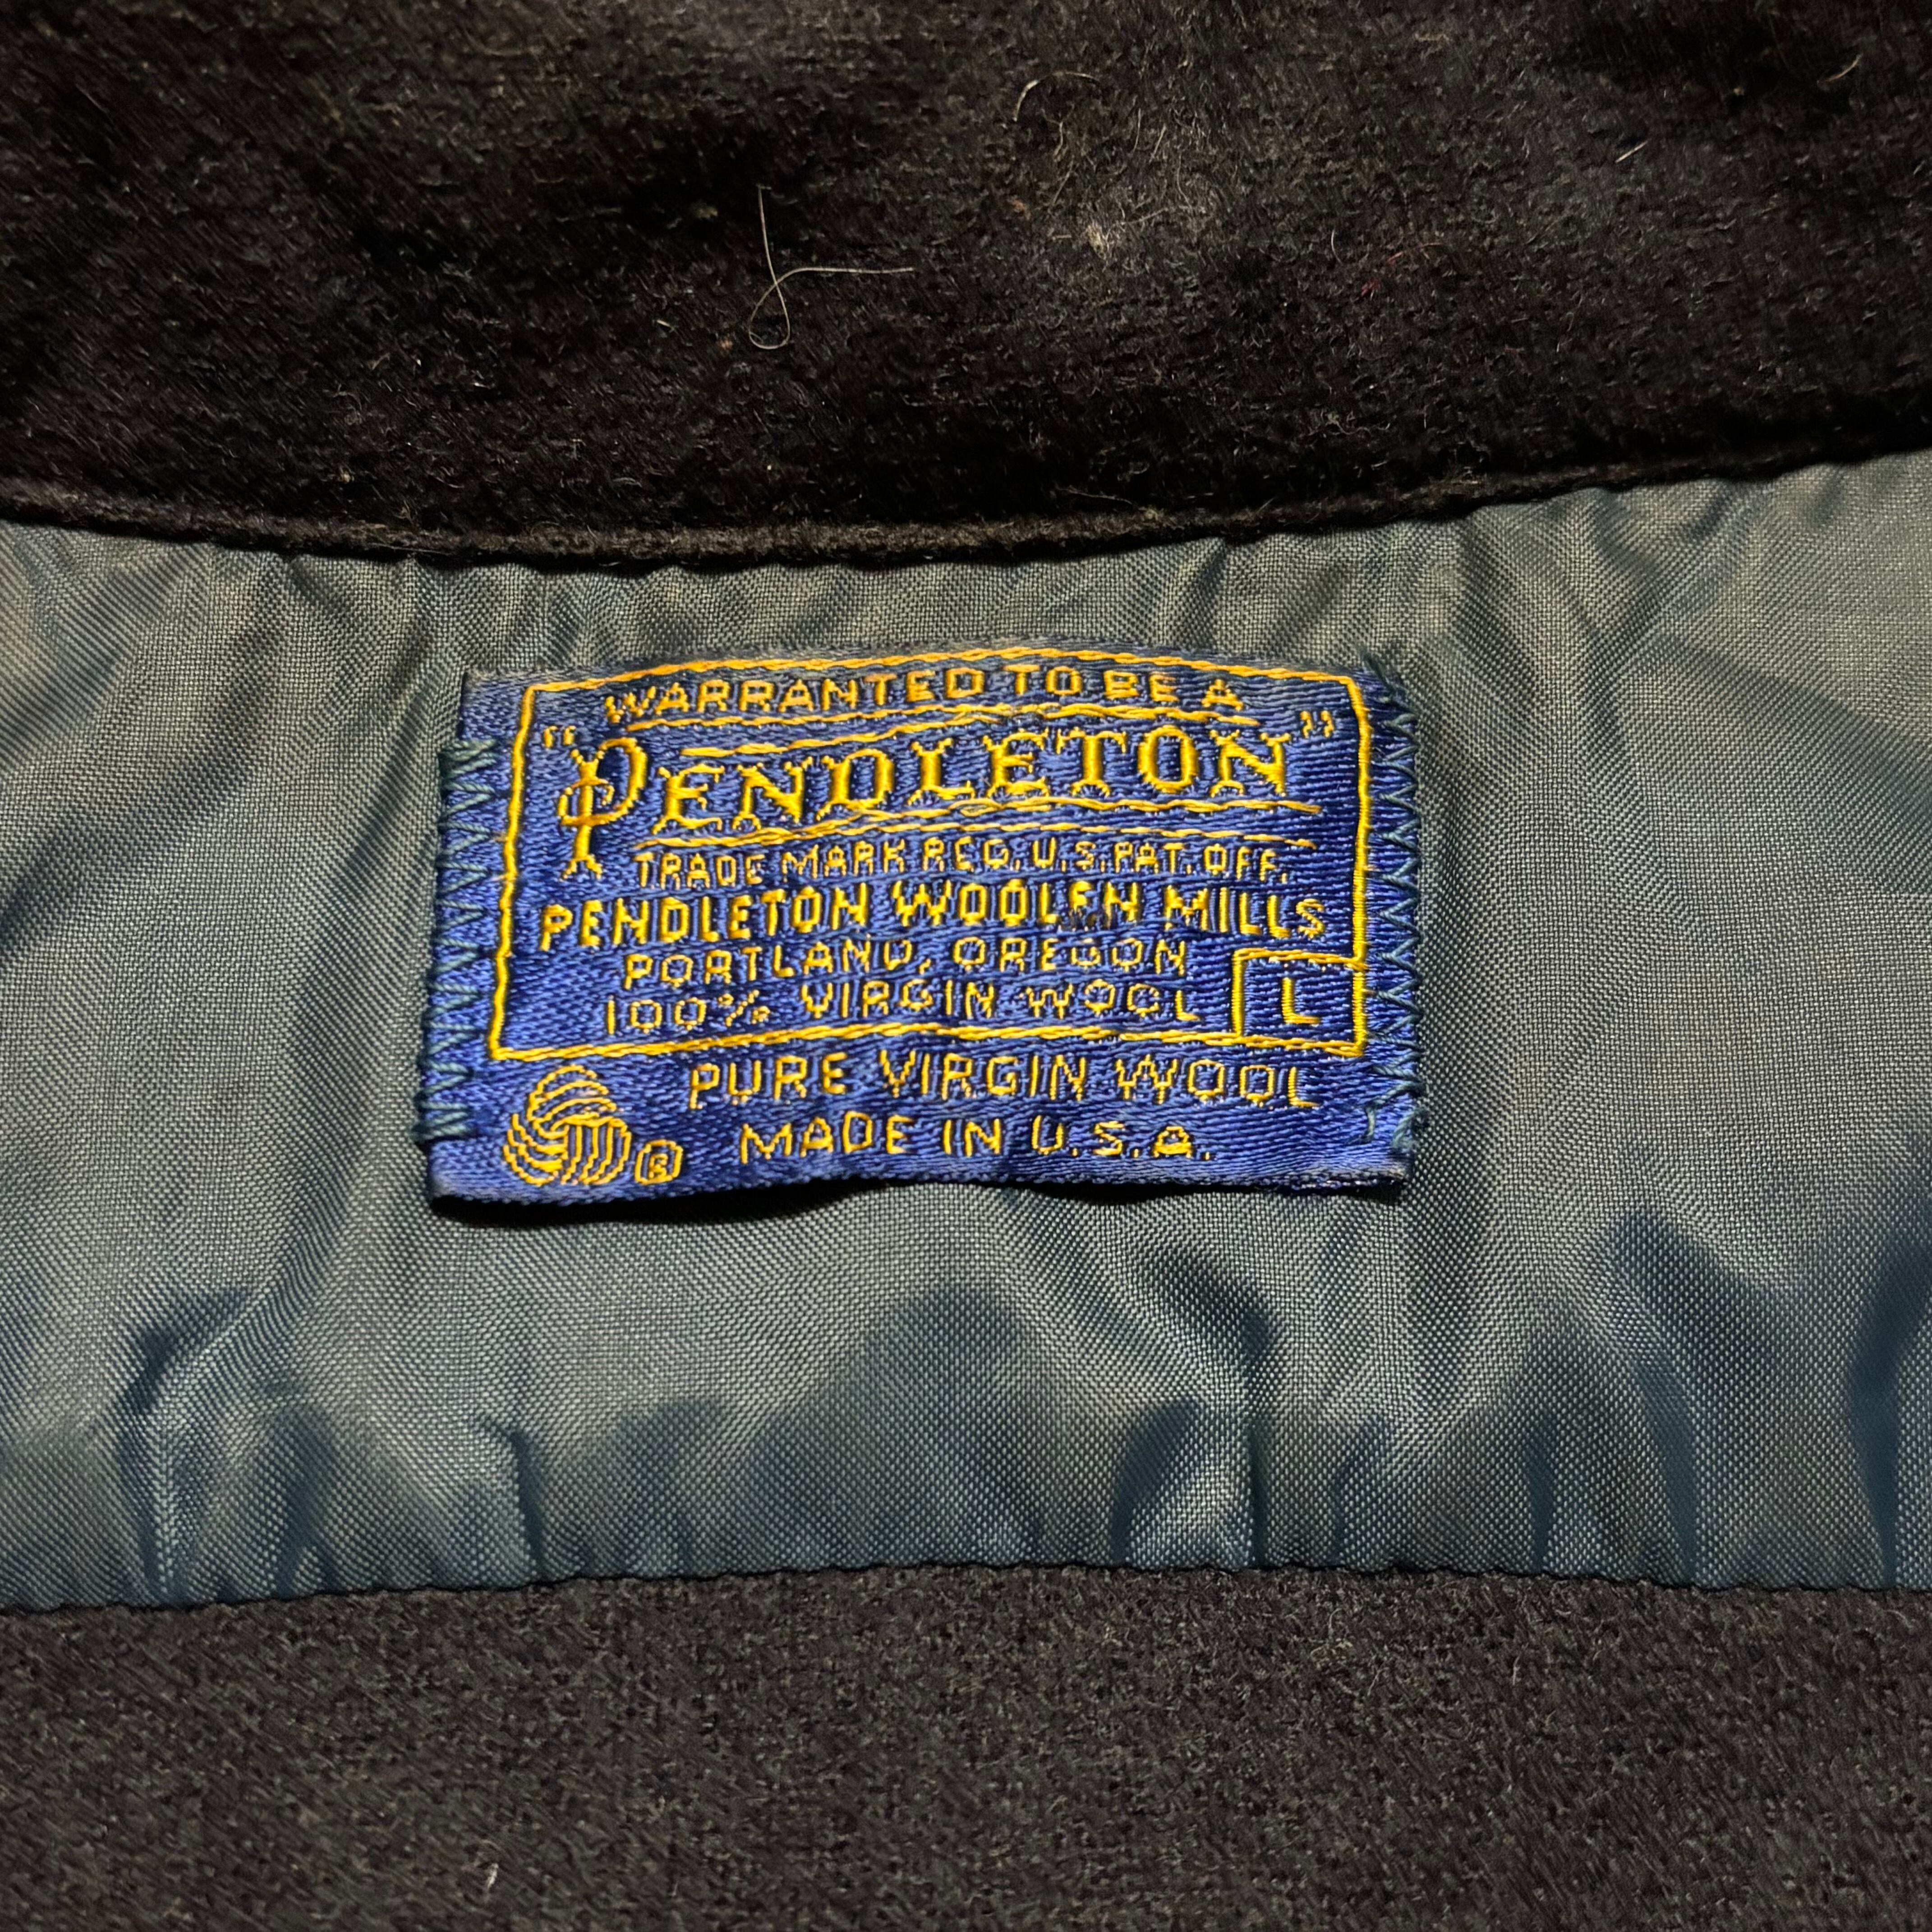 WARRANTED TO BE A
"PENDLETON"
TRADE MARK REG. U.S. PAT. OFF.
PENDLETON WOOLEN MILLS
PORTLAND, OREGON
100% VIRGIN WOOL L
PURE VIRGIN WOOL
® MADE IN U.S.A.